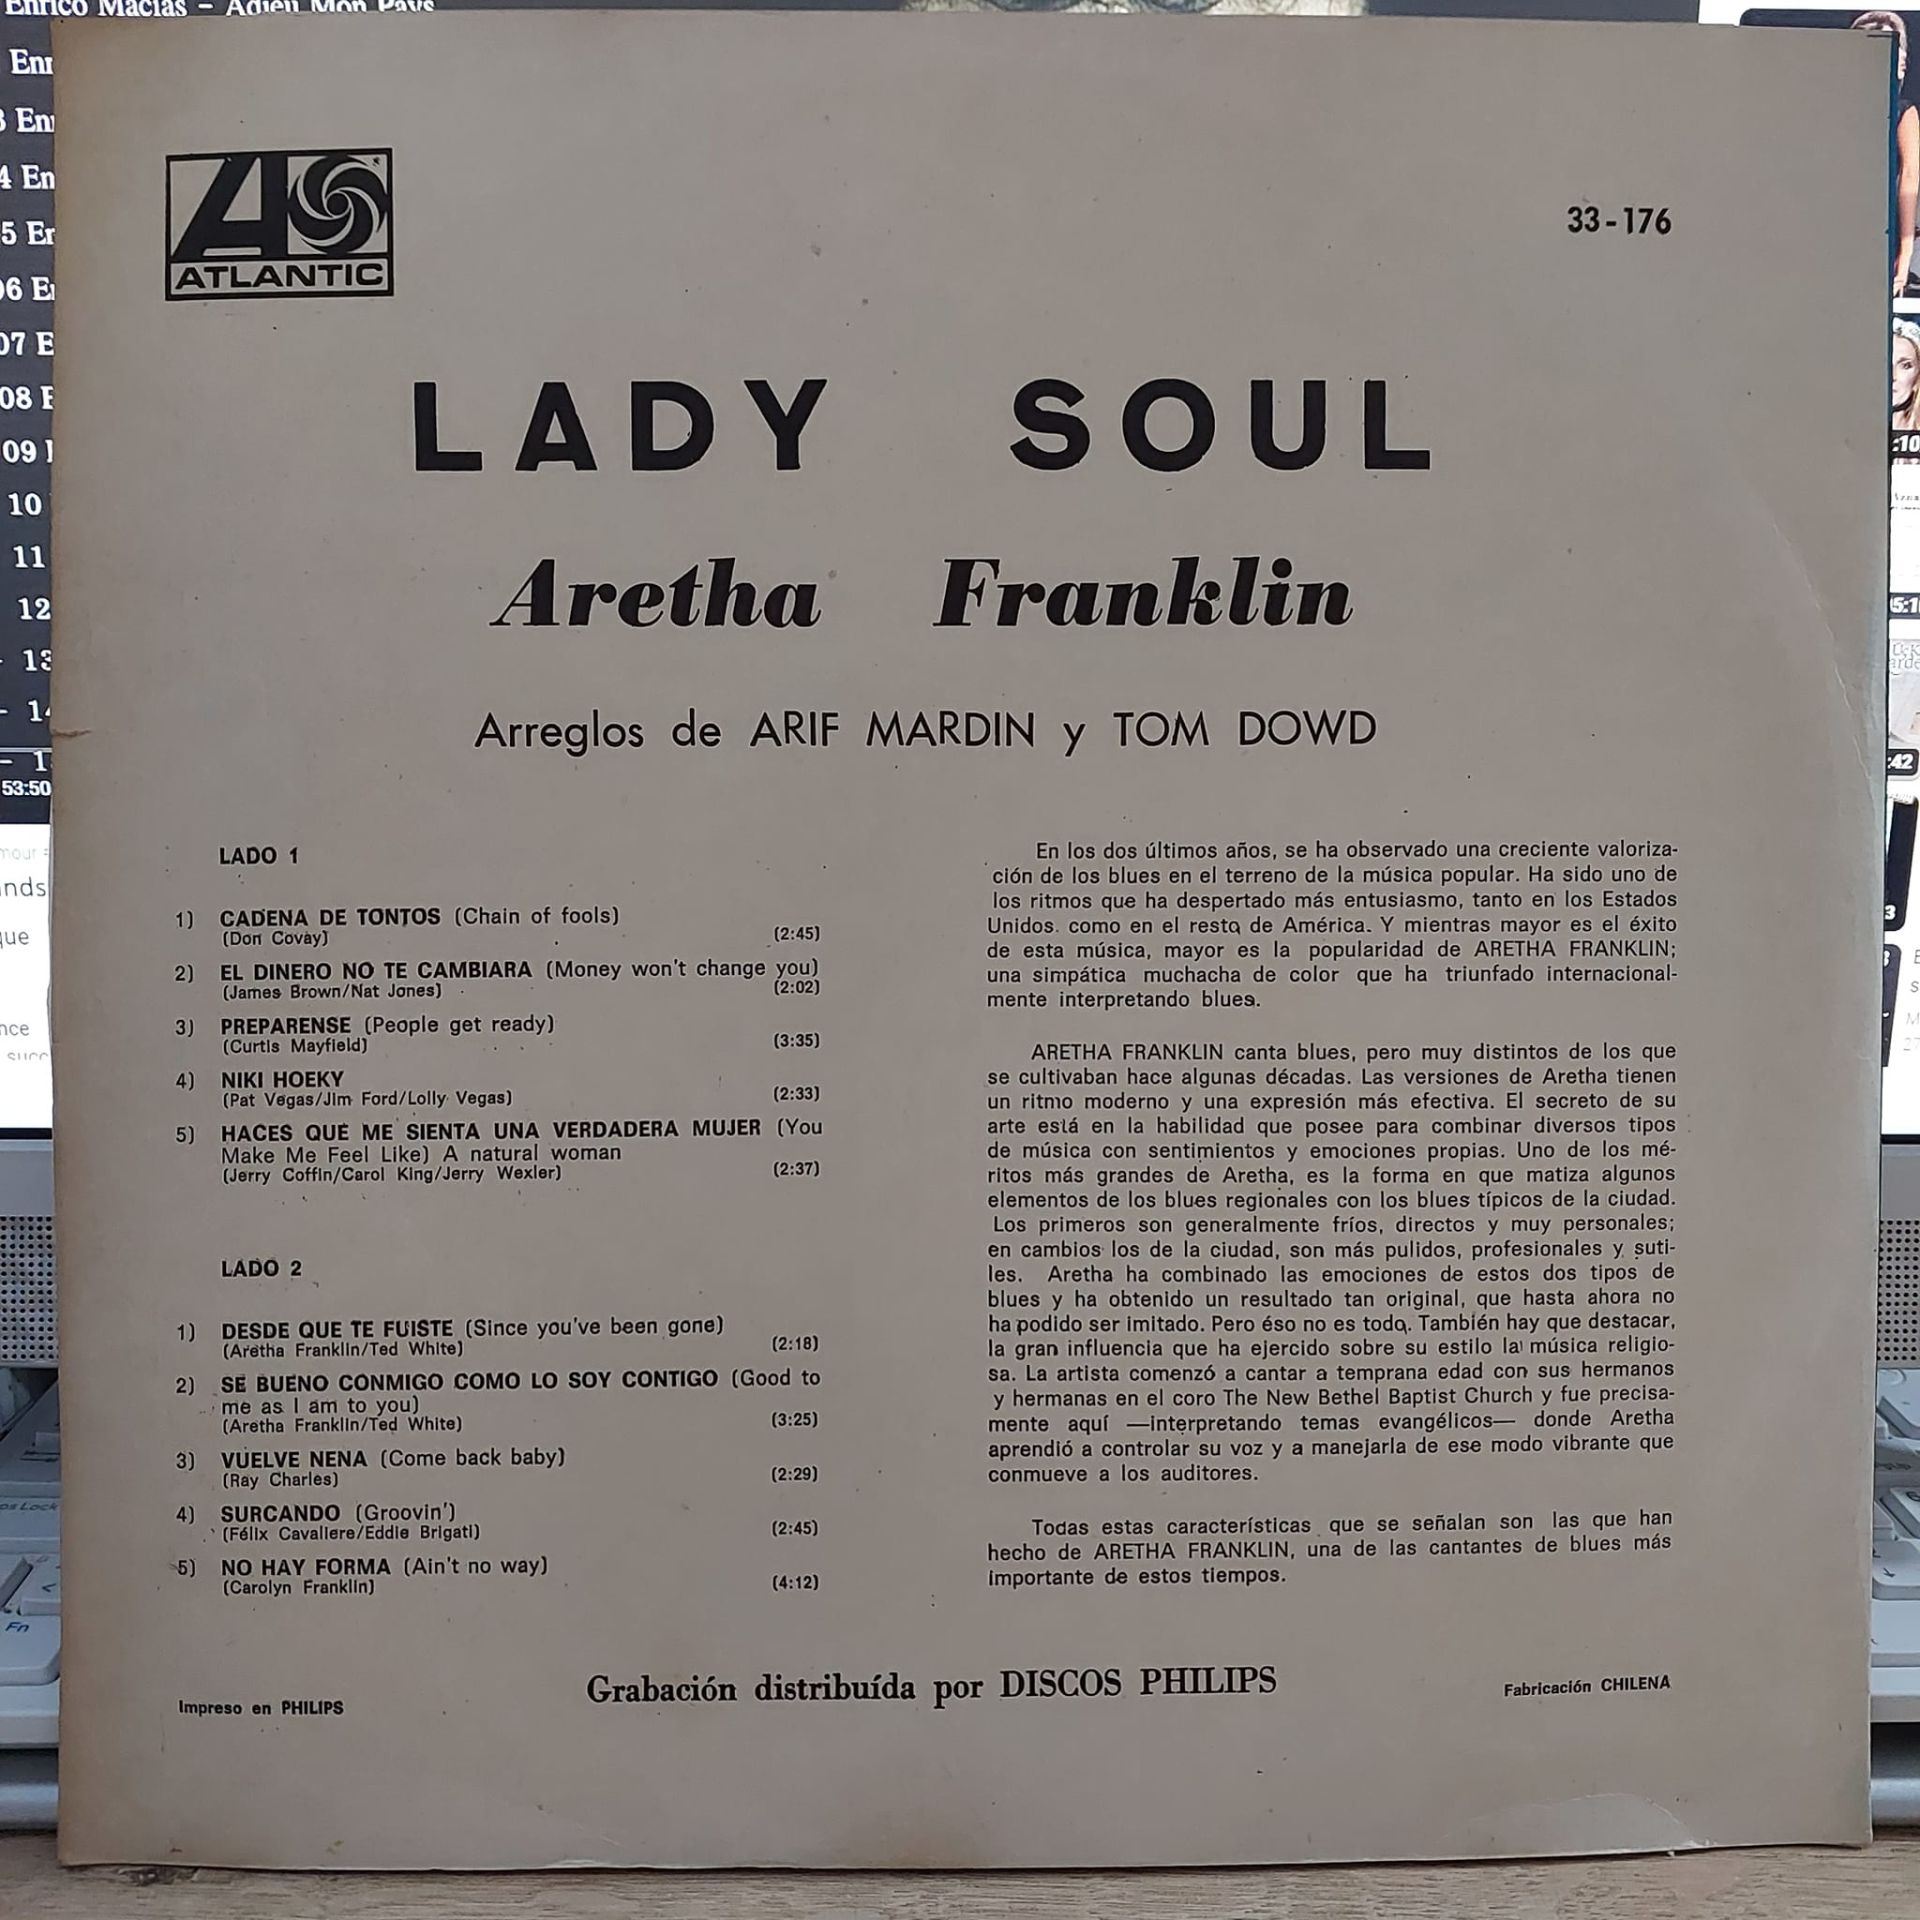 Enrico Macias - Adieu Mon Pays
ATLANTIC
33-176
LADY SOUL
Aretha Franklin
Arreglos de ARIF MARDIN y TOM DOWD
LADO 1
1) CADENA DE TONTOS (Chain of fools)
(Don Covay) (2:45)
2) EL DINERO NO TE CAMBIARA (Money won't change you)
(James Brown/Nat Jones) (2:02)
3) PREPARENSE (People get ready)
(Curtis Mayfield) (3:35)
4) NIKI HOEKY
(Pat Vegas/Jim Ford/Lolly Vegas) (2:33)
5) HACES QUE ME SIENTA UNA VERDADERA MUJER (You
Make Me Feel Like) A natural woman
(Jerry Coffin/Carol King/Jerry Wexler) (2:37)
LADO 2
1) DESDE QUE TE FUISTE (Since you've been gone)
(Aretha Franklin/Ted White) (2:18)
2) SE BUENO CONMIGO COMO LO SOY CONTIGO (Good to
me as I am to you)
(Aretha Franklin/Ted White) (3:25)
3) VUELVE NENA (Come back baby)
(Ray Charles) (2:29)
4) SURCANDO (Groovin')
(Félix Cavaliere/Eddie Brigati) (2:45)
5) NO HAY FORMA (Ain't no way)
(Carolyn Franklin) (4:12)
En los dos últimos años, se ha observado una creciente valoriza-
ción de los blues en el terreno de la música popular. Ha sido uno de
los ritmos que ha despertado más entusiasmo, tanto en los Estados
Unidos. como en el resto de América. Y mientras mayor es el éxito
de esta música, mayor es la popularidad de ARETHA FRANKLIN;
una simpática muchacha de color que ha triunfado internacional-
mente interpretando blues.
ARETHA FRANKLIN canta blues, pero muy distintos de los que
se cultivaban hace algunas décadas. Las versiones de Aretha tienen
un ritmo moderno y una expresión más efectiva. El secreto de su
arte está en la habilidad que posee para combinar diversos tipos
de música con sentimientos y emociones propias. Uno de los mé-
ritos más grandes de Aretha, es la forma en que matiza algunos
elementos de los blues regionales con los blues típicos de la ciudad.
Los primeros son generalmente fríos, directos y muy personales;
en cambios los de la ciudad, son más pulidos, profesionales y suti-
les. Aretha ha combinado las emociones de estos dos tipos de
blues y ha obtenido un resultado tan original, que hasta ahora no
ha podido ser imitado. Pero éso no es todo. También hay que destacar,
la gran influencia que ha ejercido sobre su estilo la música religio-
sa. La artista comenzó a cantar a temprana edad con sus hermanos
y hermanas en el coro The New Bethel Baptist Church y fue precisa-
mente aquí —interpretando temas evangélicos— donde Aretha
aprendió a controlar su voz y a manejarla de ese modo vibrante que
conmueve a los auditores.
Todas estas características que se señalan son las que han
hecho de ARETHA FRANKLIN, una de las cantantes de blues más
importante de estos tiempos.
Impreso en PHILIPS
Grabación distribuída por DISCOS PHILIPS
Fabricación CHILENA
53:50
Fn